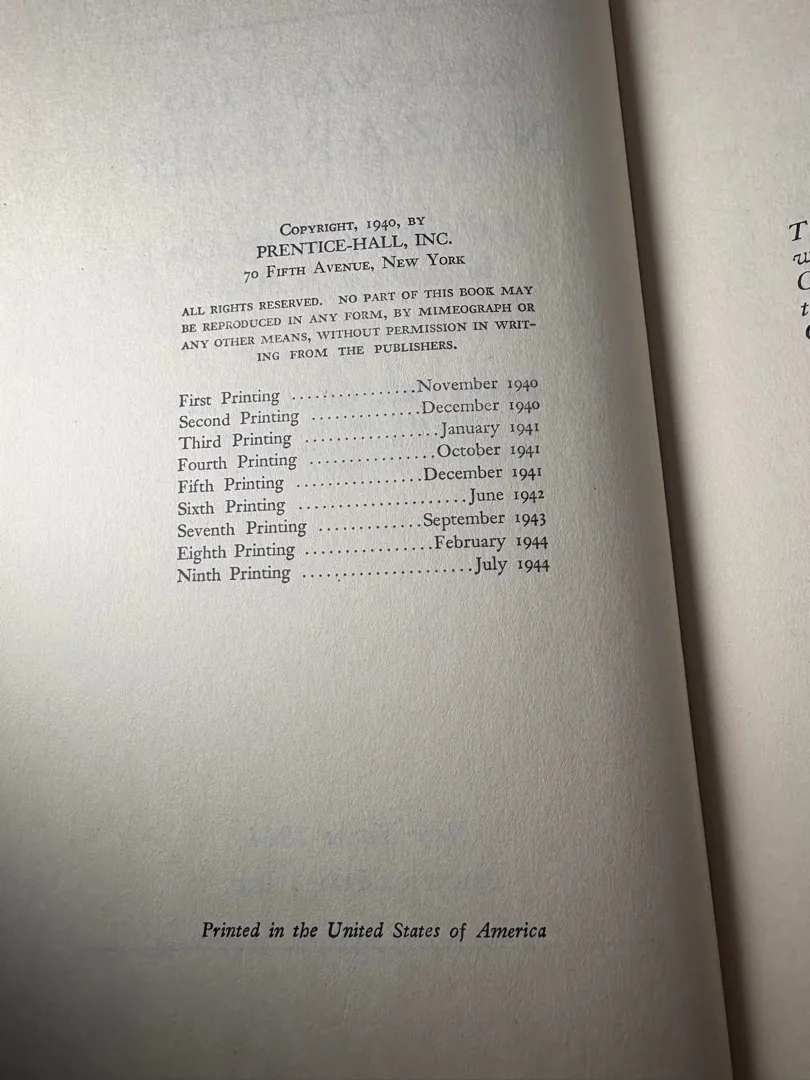 Copyright, 1940, by
PRENTICE-HALL, INC.
70 Fifth Avenue, New York
ALL RIGHTS RESERVED. NO PART OF THIS BOOK MAY
BE REPRODUCED IN ANY FORM, BY MIMEOGRAPH OR
ANY OTHER MEANS, WITHOUT PERMISSION IN WRIT-
ING FROM THE PUBLISHERS.
First Printing ................November 1940
Second Printing ..............December 1940
Third Printing .................January 1941
Fourth Printing ................October 1941
Fifth Printing ................December 1941
Sixth Printing .....................June 1942
Seventh Printing ............September 1943
Eighth Printing ................February 1944
Ninth Printing .....................July 1944
Printed in the United States of America